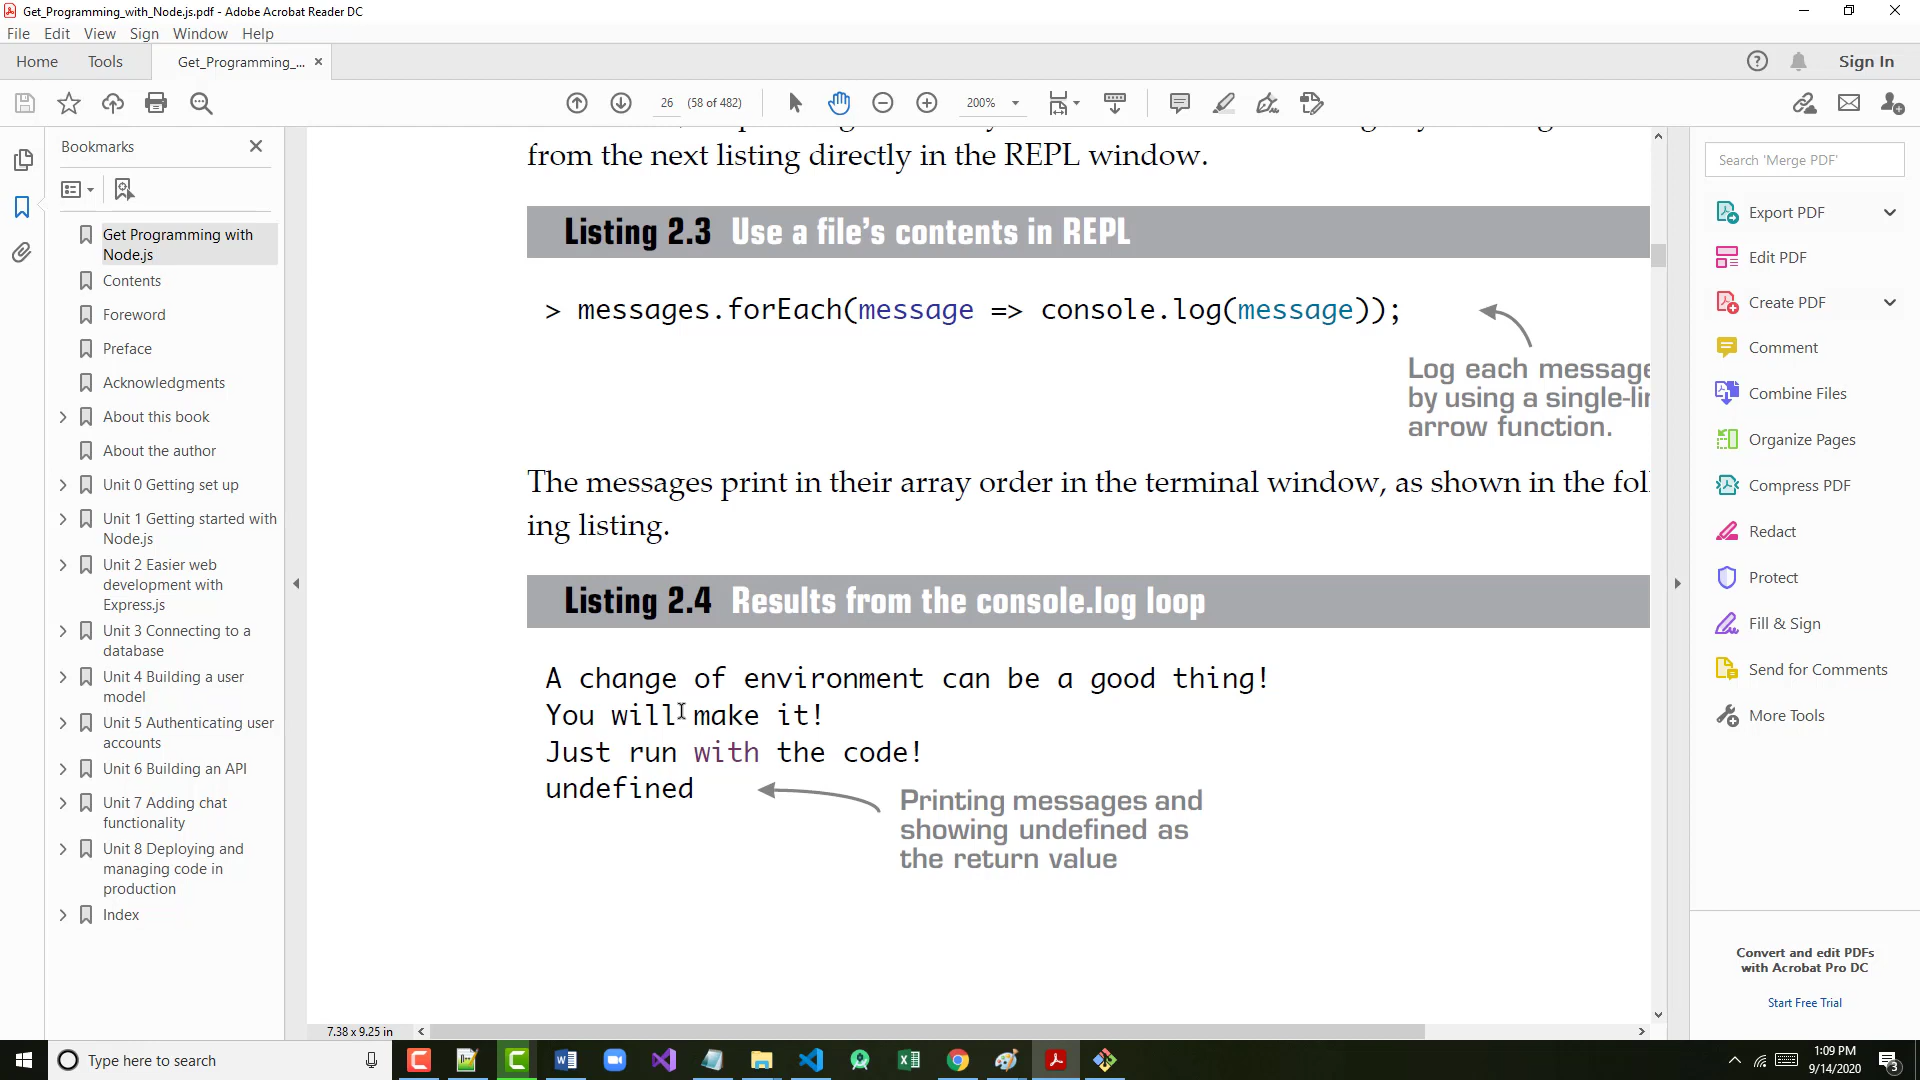 Get_Programming_with_Node.js.pdf - Adobe Acrobat Reader DC
File Edit View Sign Window Help
Home Tools Get_Programming_... × Sign In
26 (58 of 482) 200%
Bookmarks
Get Programming with
Node.js
Contents
Foreword
Preface
Acknowledgments
About this book
About the author
Unit 0 Getting set up
Unit 1 Getting started with
Node.js
Unit 2 Easier web
development with
Express.js
Unit 3 Connecting to a
database
Unit 4 Building a user
model
Unit 5 Authenticating user
accounts
Unit 6 Building an API
Unit 7 Adding chat
functionality
Unit 8 Deploying and
managing code in
production
Index
from the next listing directly in the REPL window.
Listing 2.3 Use a file's contents in REPL
> messages.forEach(message => console.log(message));
Log each message
by using a single-li
arrow function.
The messages print in their array order in the terminal window, as shown in the fol
ing listing.
Listing 2.4 Results from the console.log loop
A change of environment can be a good thing!
You will make it!
Just run with the code!
undefined
Printing messages and
showing undefined as
the return value
7.38 x 9.25 in
Search 'Merge PDF'
Export PDF
Edit PDF
Create PDF
Comment
Combine Files
Organize Pages
Compress PDF
Redact
Protect
Fill & Sign
Send for Comments
More Tools
Convert and edit PDFs
with Acrobat Pro DC
Start Free Trial
Type here to search
1:09 PM
9/14/2020
3